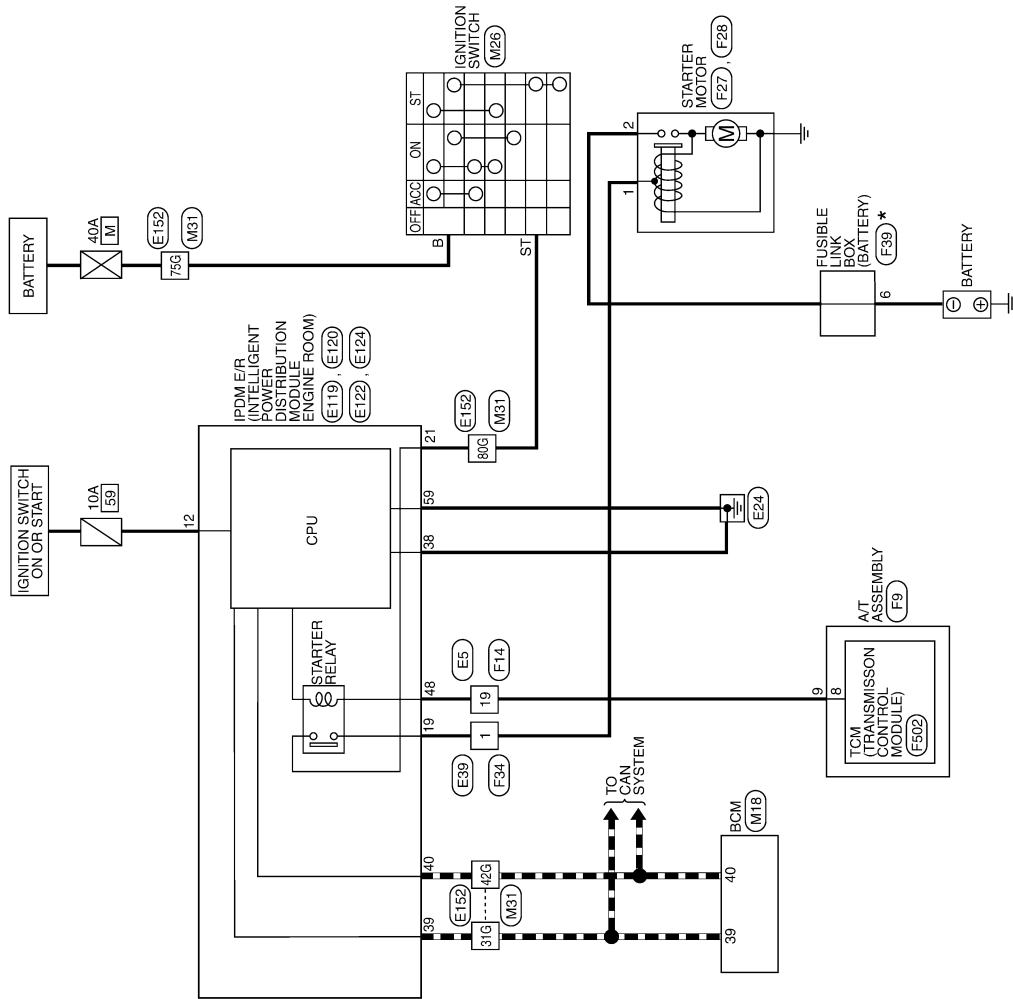 BATTERY
40A
M
75G
E152
M31
IGNITION
SWITCH
M26
OFF
ACC
ON
ST
B
ST
STARTER
MOTOR
F27 , F28
1
2
M
FUSIBLE
LINK
BOX
(BATTERY)
F39 *
6
BATTERY
IGNITION SWITCH
ON OR START
10A
59
12
IPDM E/R
(INTELLIGENT
POWER
DISTRIBUTION
MODULE
ENGINE ROOM)
E119 , E120
E122 , E124
CPU
STARTER
RELAY
21
59
38
48
19
40
39
80G
E152
M31
E24
19
E5
F14
1
E39
F34
42G
31G
E152
M31
TO
CAN
SYSTEM
A/T
ASSEMBLY
F9
9
8
TCM
(TRANSMISSON
CONTROL
MODULE)
F502
BCM
M18
40
39